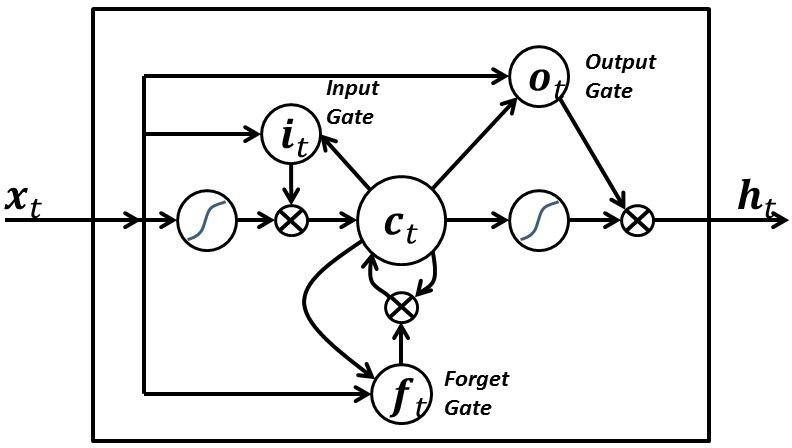 Output
Gate
o_t
Input
Gate
i_t
x_t
c_t
h_t
f_t
Forget
Gate